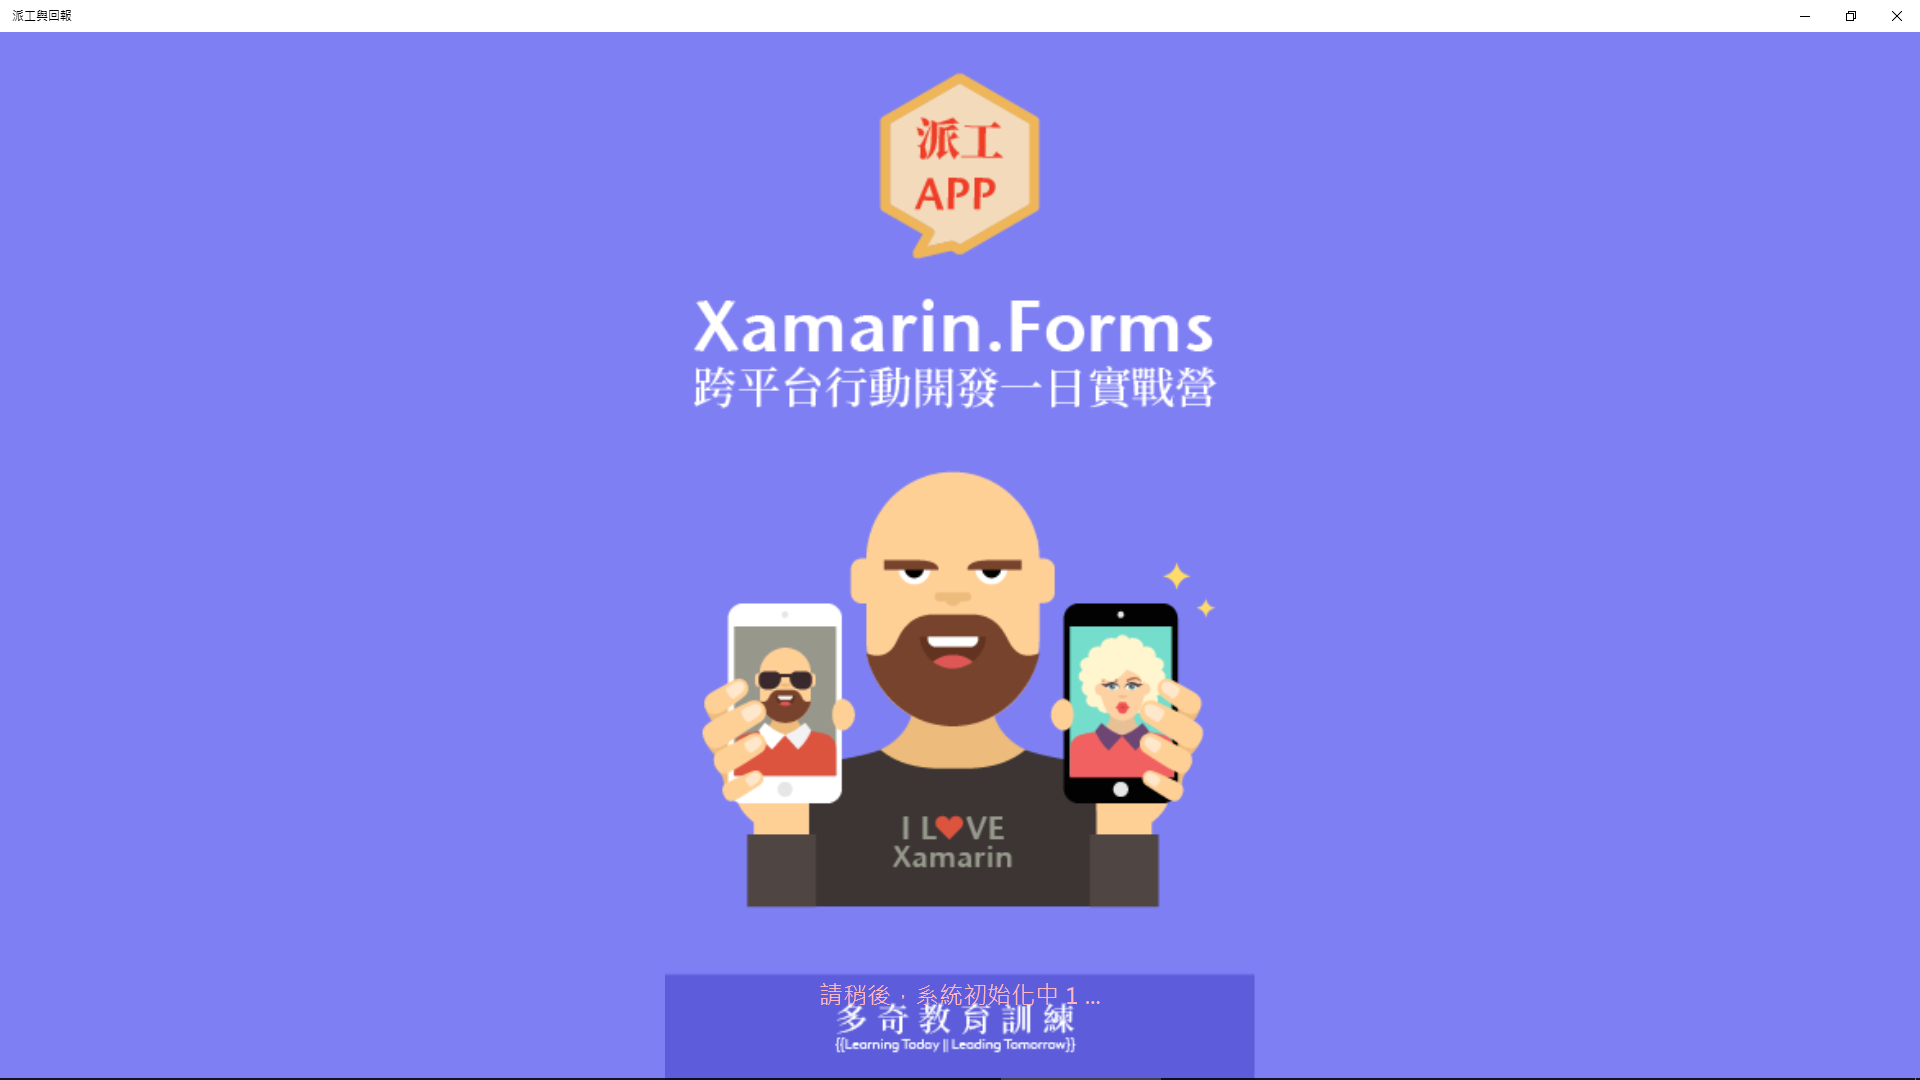 派工與回報
派工
APP
Xamarin.Forms
跨平台行動開發一日實戰營
I L❤VE
Xamarin
請稍後，系統初始化中 1 ...
多奇教育訓練
{{Learning Today || Leading Tomorrow}}